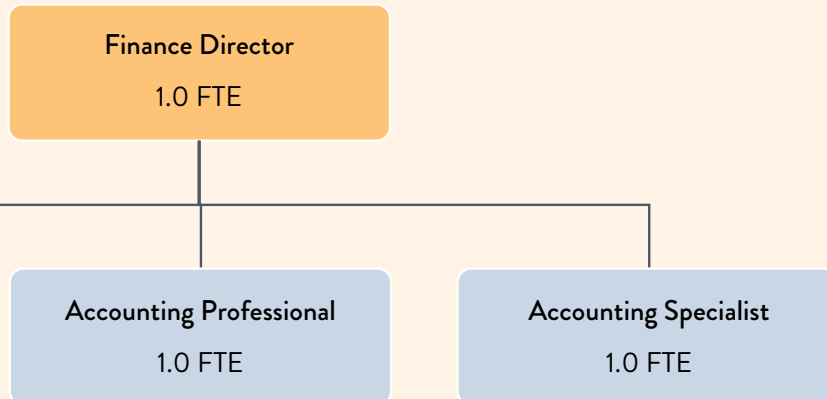 Finance Director
1.0 FTE
Accounting Professional
1.0 FTE
Accounting Specialist
1.0 FTE